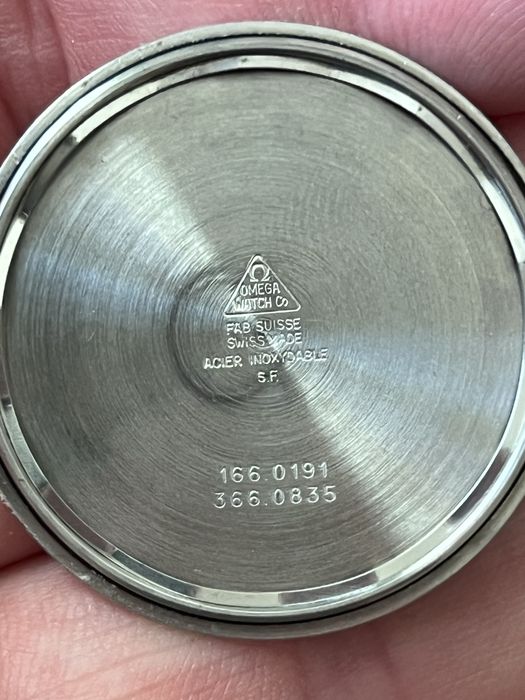 Ω
OMEGA
WATCH Co
FAB. SUISSE
SWISS MADE
ACIER INOXYDABLE
S.F.
166.0191
366.0835